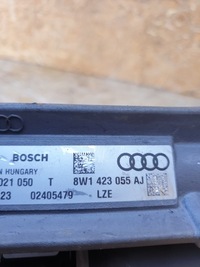 BOSCH
N HUNGARY
021 050 T 8W1 423 055 AJ
23 02405479 LZE